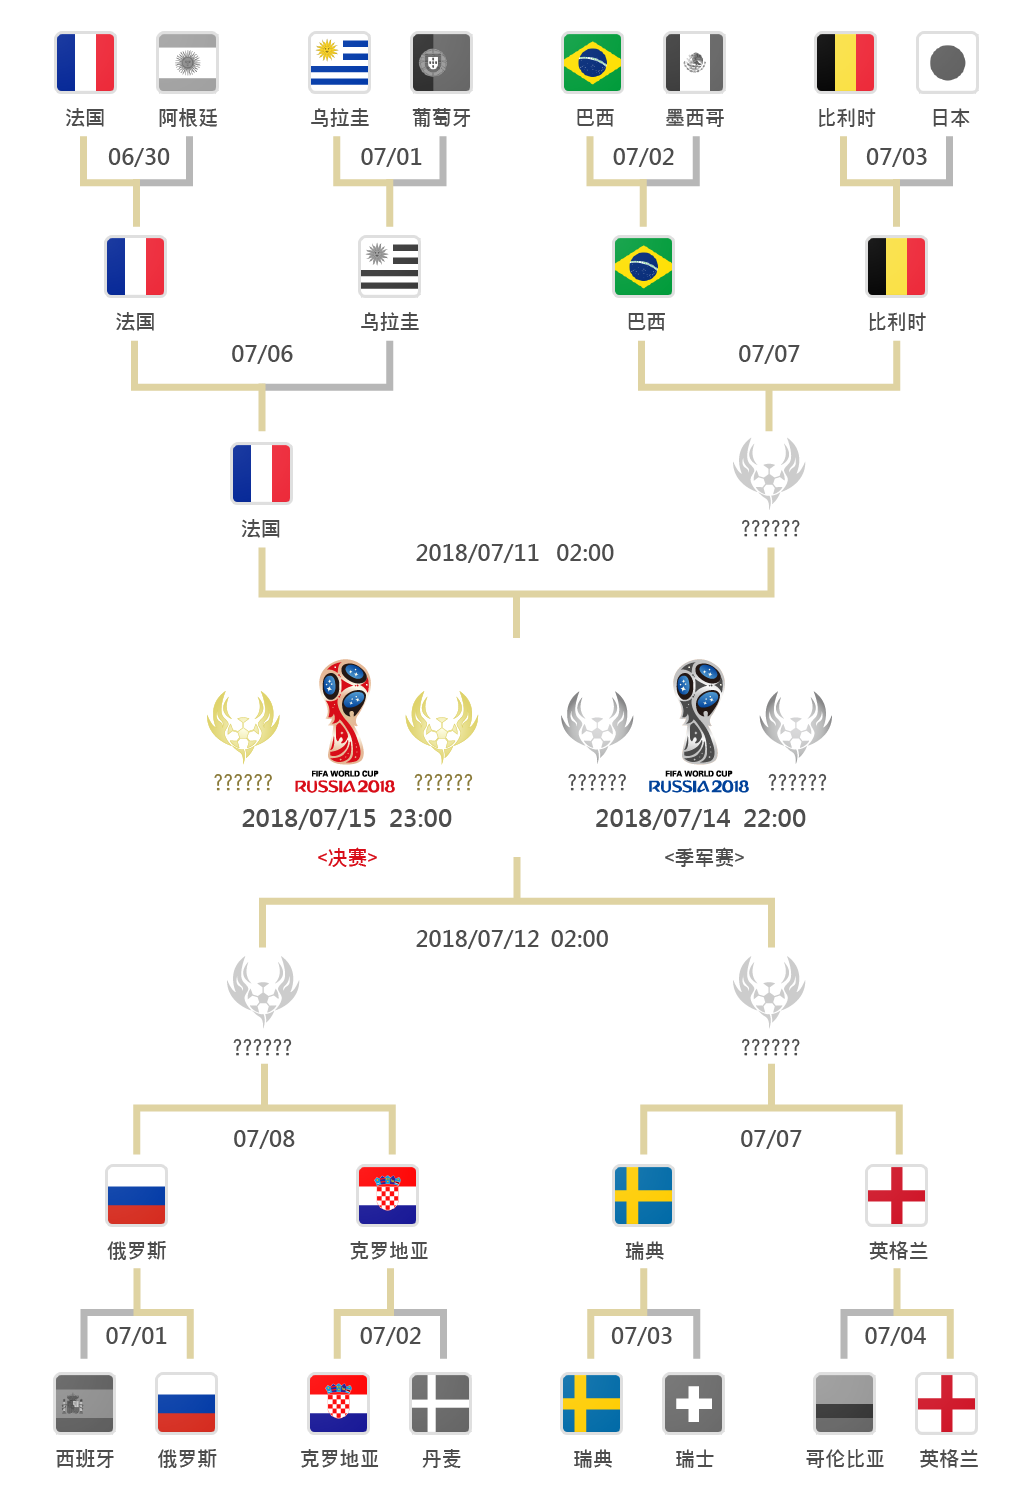 法国 阿根廷 乌拉圭 葡萄牙 巴西 墨西哥 比利时 日本
06/30 07/01 07/02 07/03
法国 乌拉圭 巴西 比利时
07/06 07/07
法国 ??????
2018/07/11 02:00
FIFA WORLD CUP FIFA WORLD CUP
?????? RUSSIA 2018 ?????? ?????? RUSSIA 2018 ??????
2018/07/15 23:00 2018/07/14 22:00
<决赛> <季军赛>
2018/07/12 02:00
?????? ??????
07/08 07/07
俄罗斯 克罗地亚 瑞典 英格兰
07/01 07/02 07/03 07/04
西班牙 俄罗斯 克罗地亚 丹麦 瑞典 瑞士 哥伦比亚 英格兰